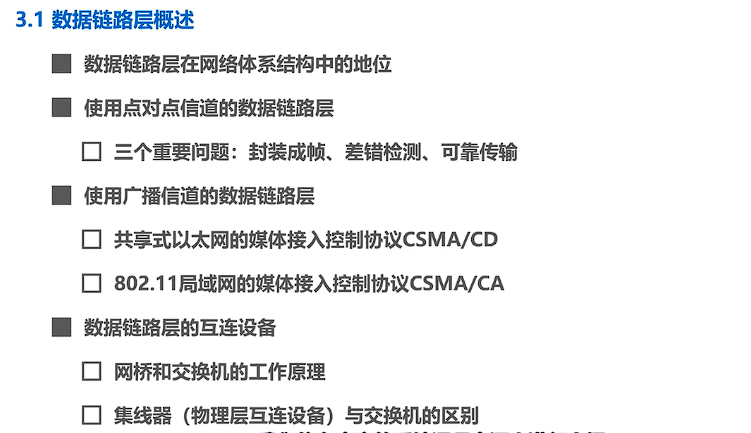 3.1 数据链路层概述
数据链路层在网络体系结构中的地位
使用点对点信道的数据链路层
三个重要问题：封装成帧、差错检测、可靠传输
使用广播信道的数据链路层
共享式以太网的媒体接入控制协议CSMA/CD
802.11局域网的媒体接入控制协议CSMA/CA
数据链路层的互连设备
网桥和交换机的工作原理
集线器（物理层互连设备）与交换机的区别